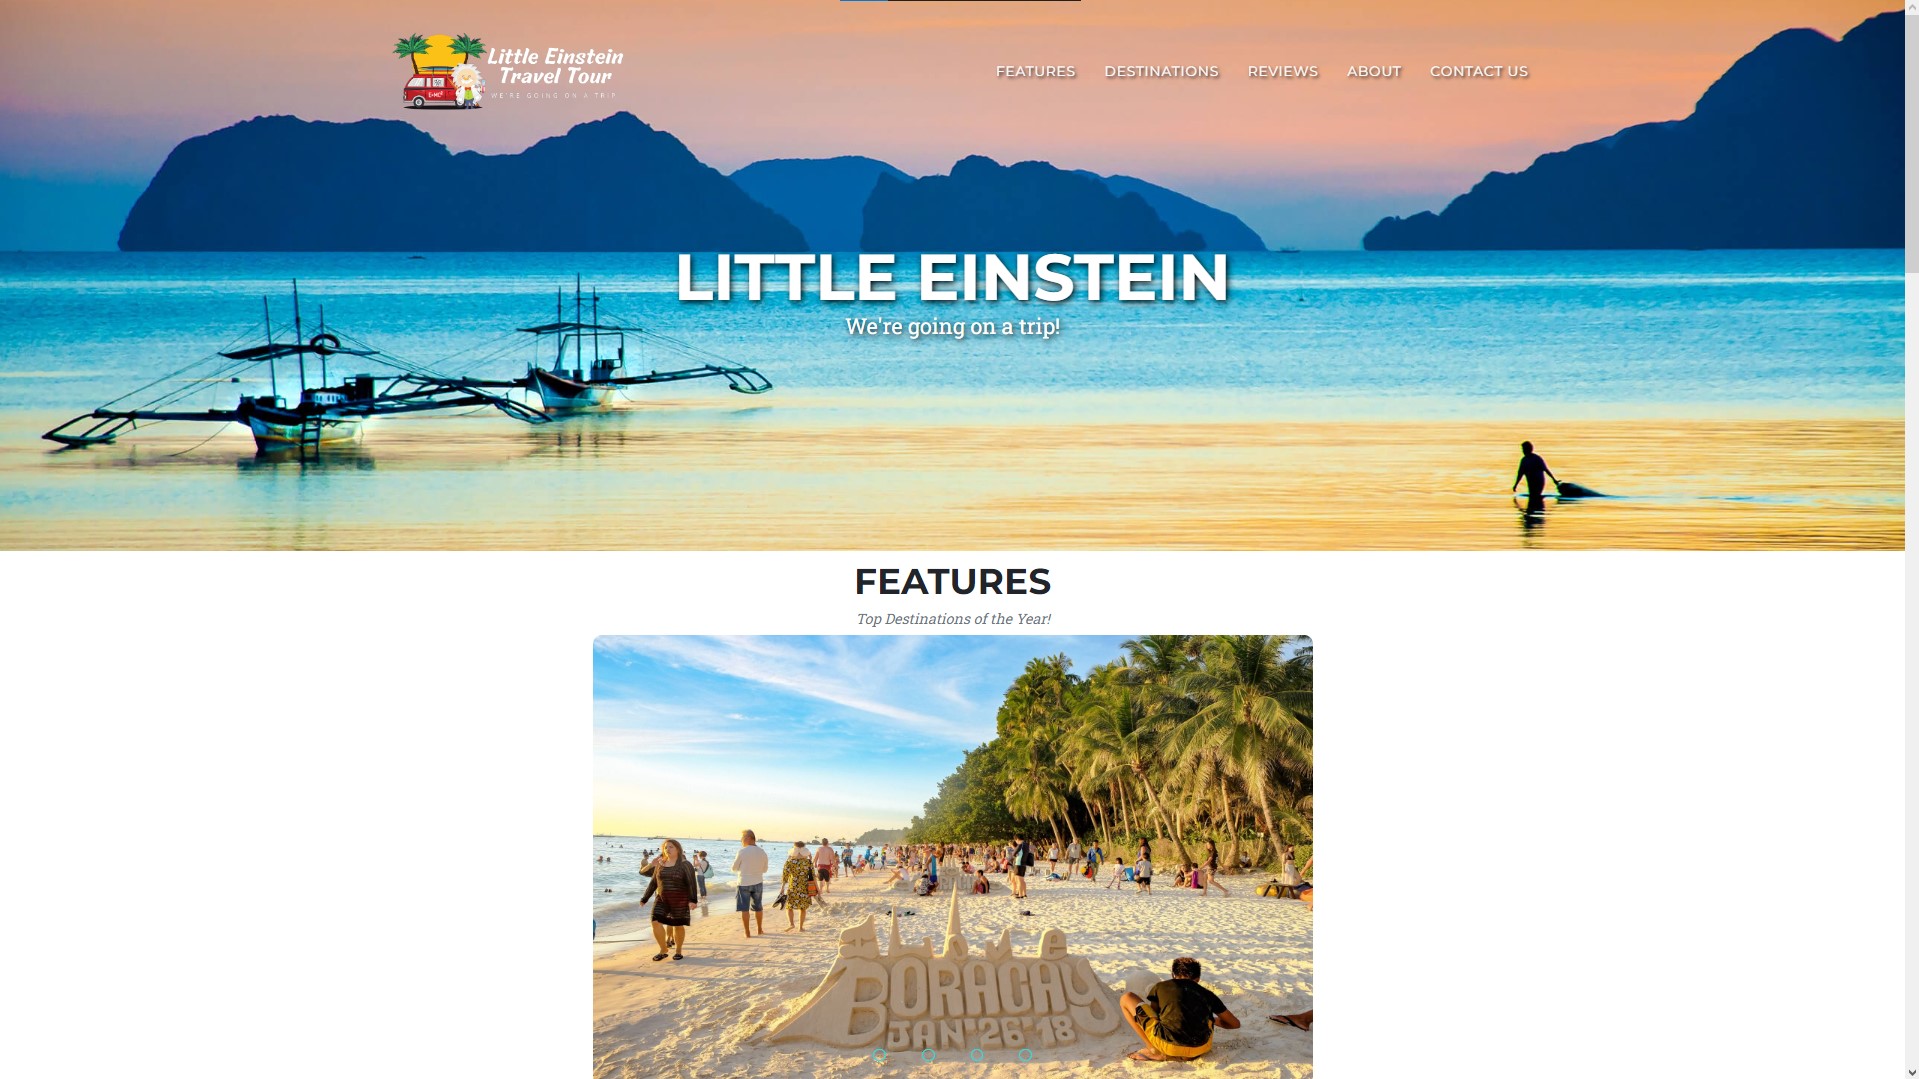 Little Einstein
Travel Tour
WE'RE GOING ON A TRIP
FEATURES DESTINATIONS REVIEWS ABOUT CONTACT US
LITTLE EINSTEIN
We're going on a trip!
FEATURES
Top Destinations of the Year!
I Love
BORACAY
JAN'26'18